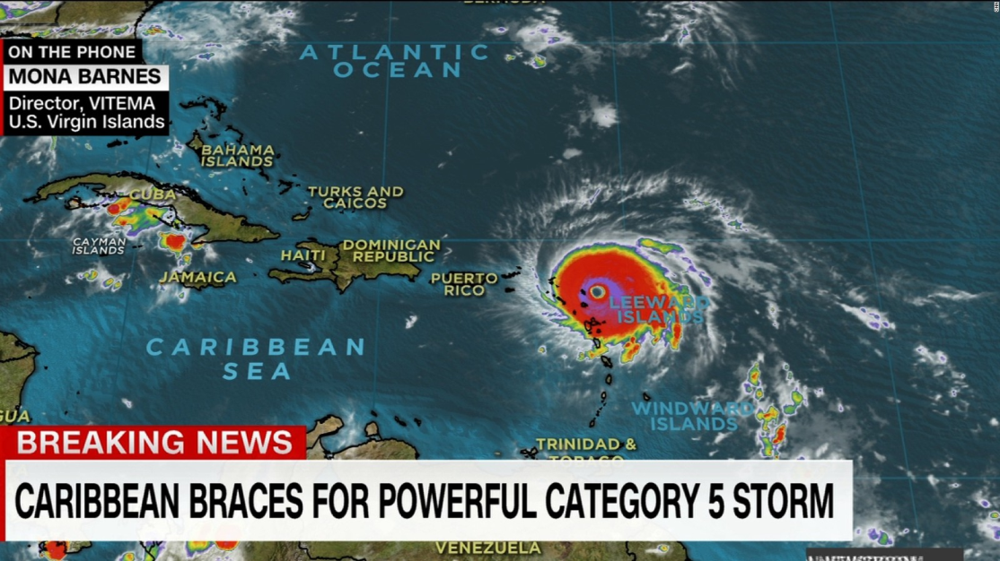 BERMUDA
CNN
ON THE PHONE
MONA BARNES
Director, VITEMA
U.S. Virgin Islands
ATLANTIC
OCEAN
BAHAMA
ISLANDS
CUBA
TURKS AND
CAICOS
CAYMAN
ISLANDS
HAITI
DOMINICAN
REPUBLIC
JAMAICA
PUERTO
RICO
LEEWARD
ISLANDS
CARIBBEAN
SEA
WINDWARD
ISLANDS
GUA
TRINIDAD &
TOBAGO
BREAKING NEWS
CARIBBEAN BRACES FOR POWERFUL CATEGORY 5 STORM
VENEZUELA